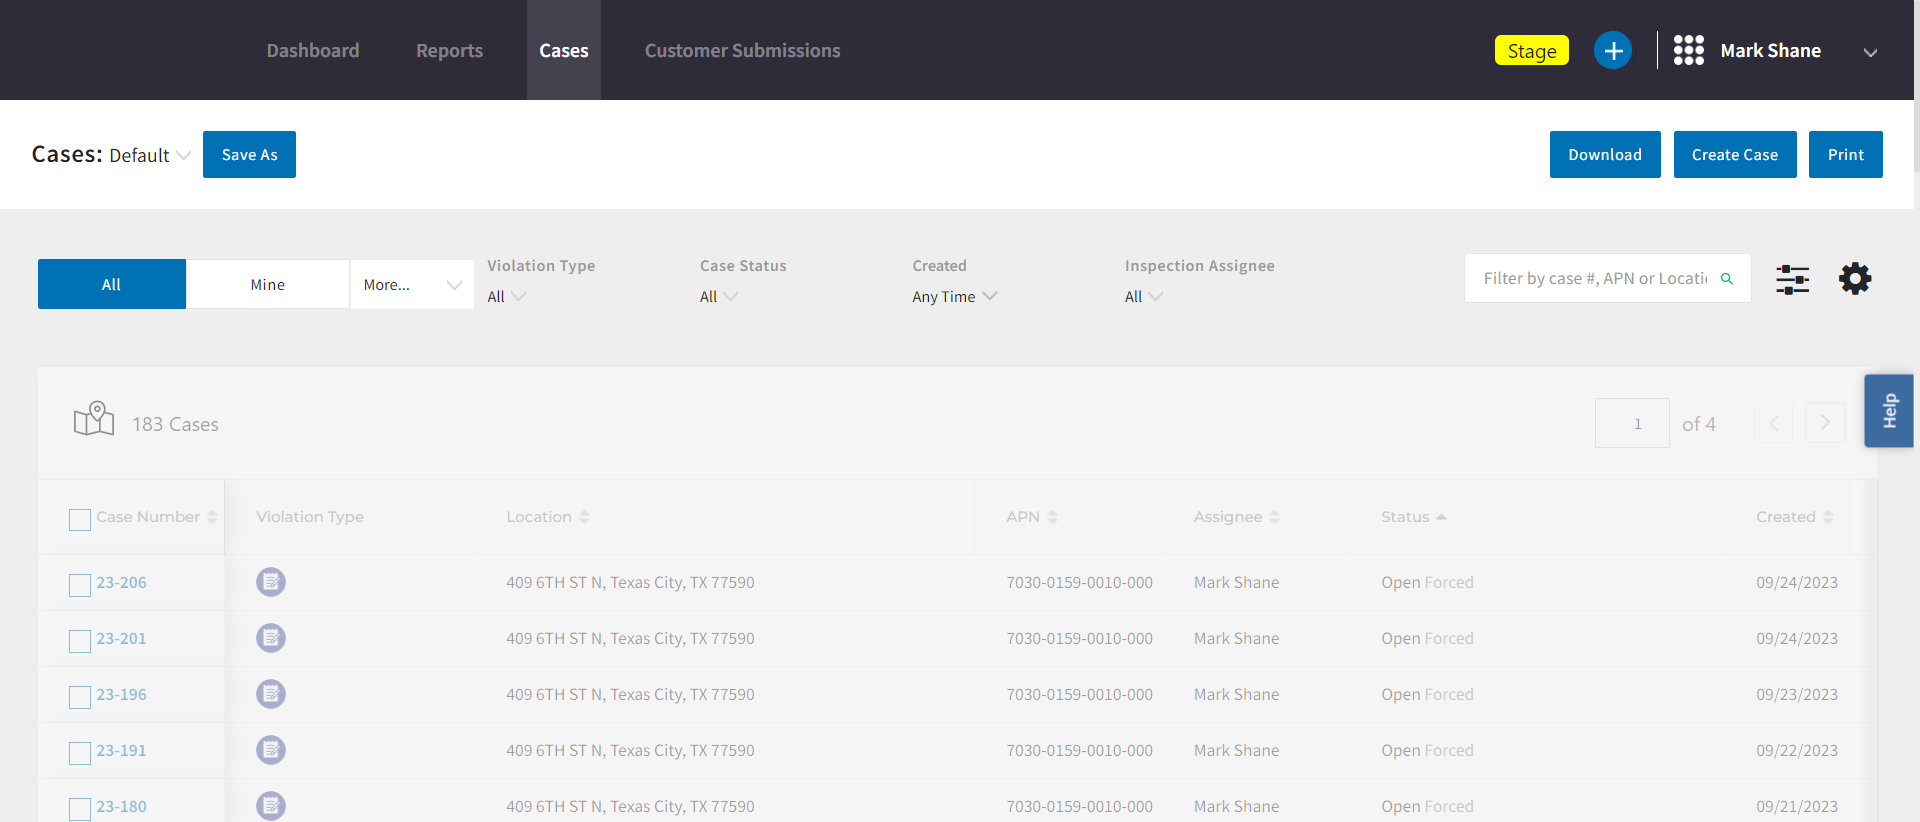 Dashboard Reports Cases Customer Submissions Stage Mark Shane
Cases: Default Save As Download Create Case Print
All Mine More... Violation Type Case Status Created Inspection Assignee
All All Any Time All
Filter by case #, APN or Locati
Help
183 Cases 1 of 4
Case Number Violation Type Location APN Assignee Status Created
23-206 409 6TH ST N, Texas City, TX 77590 7030-0159-0010-000 Mark Shane Open Forced 09/24/2023
23-201 409 6TH ST N, Texas City, TX 77590 7030-0159-0010-000 Mark Shane Open Forced 09/24/2023
23-196 409 6TH ST N, Texas City, TX 77590 7030-0159-0010-000 Mark Shane Open Forced 09/23/2023
23-191 409 6TH ST N, Texas City, TX 77590 7030-0159-0010-000 Mark Shane Open Forced 09/22/2023
23-180 409 6TH ST N, Texas City, TX 77590 7030-0159-0010-000 Mark Shane Open Forced 09/21/2023